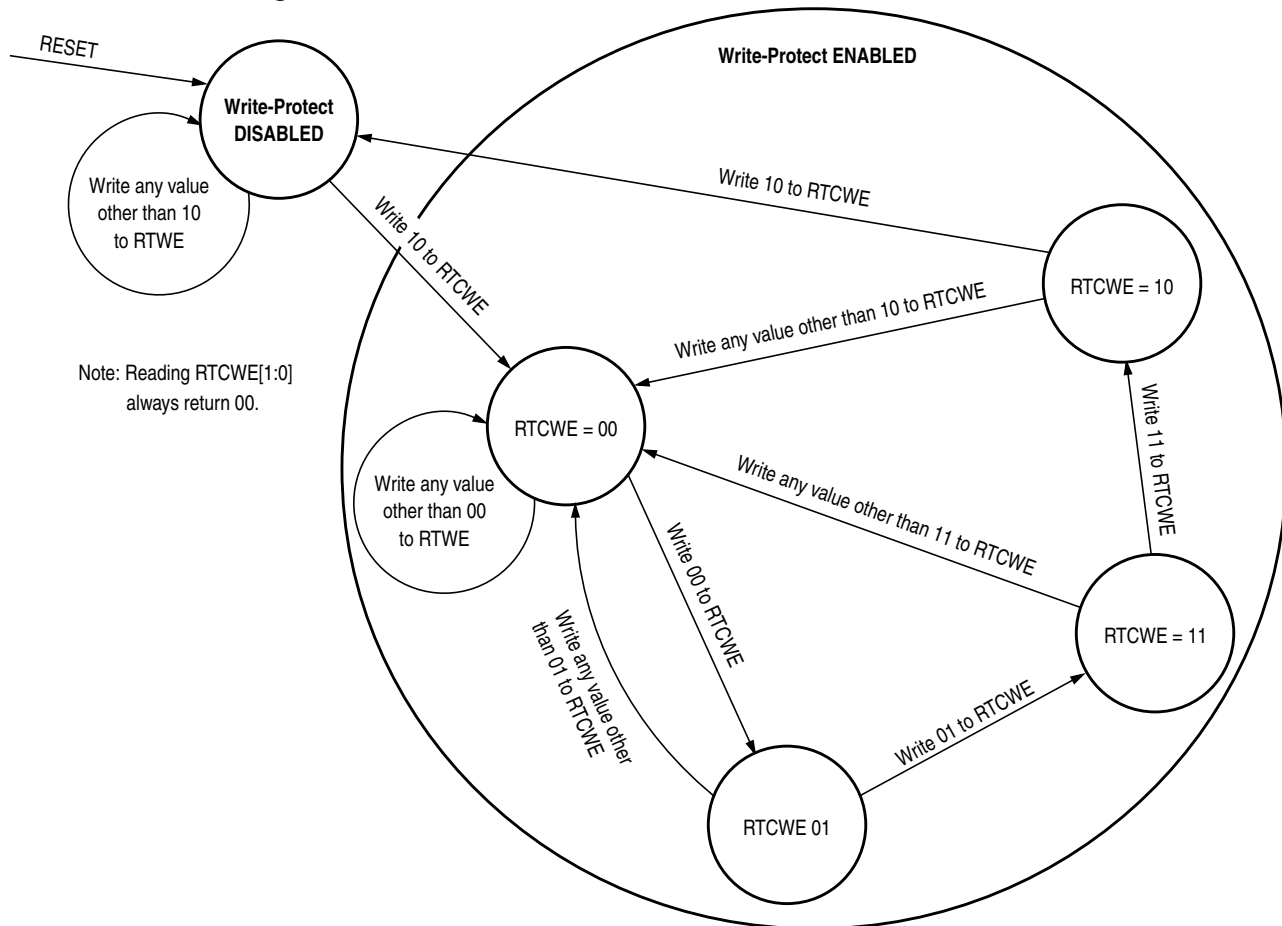 RESET
Write-Protect ENABLED
Write-Protect
DISABLED
Write any value
other than 10
to RTWE
Write 10 to RTCWE
Write 10 to RTCWE
RTCWE = 10
Write any value other than 10 to RTCWE
Note: Reading RTCWE[1:0]
always return 00.
RTCWE = 00
Write any value
other than 00
to RTWE
Write any value other than 11 to RTCWE
Write 11 to RTCWE
Write 00 to RTCWE
Write any value other
than 01 to RTCWE
RTCWE = 11
Write 01 to RTCWE
RTCWE 01